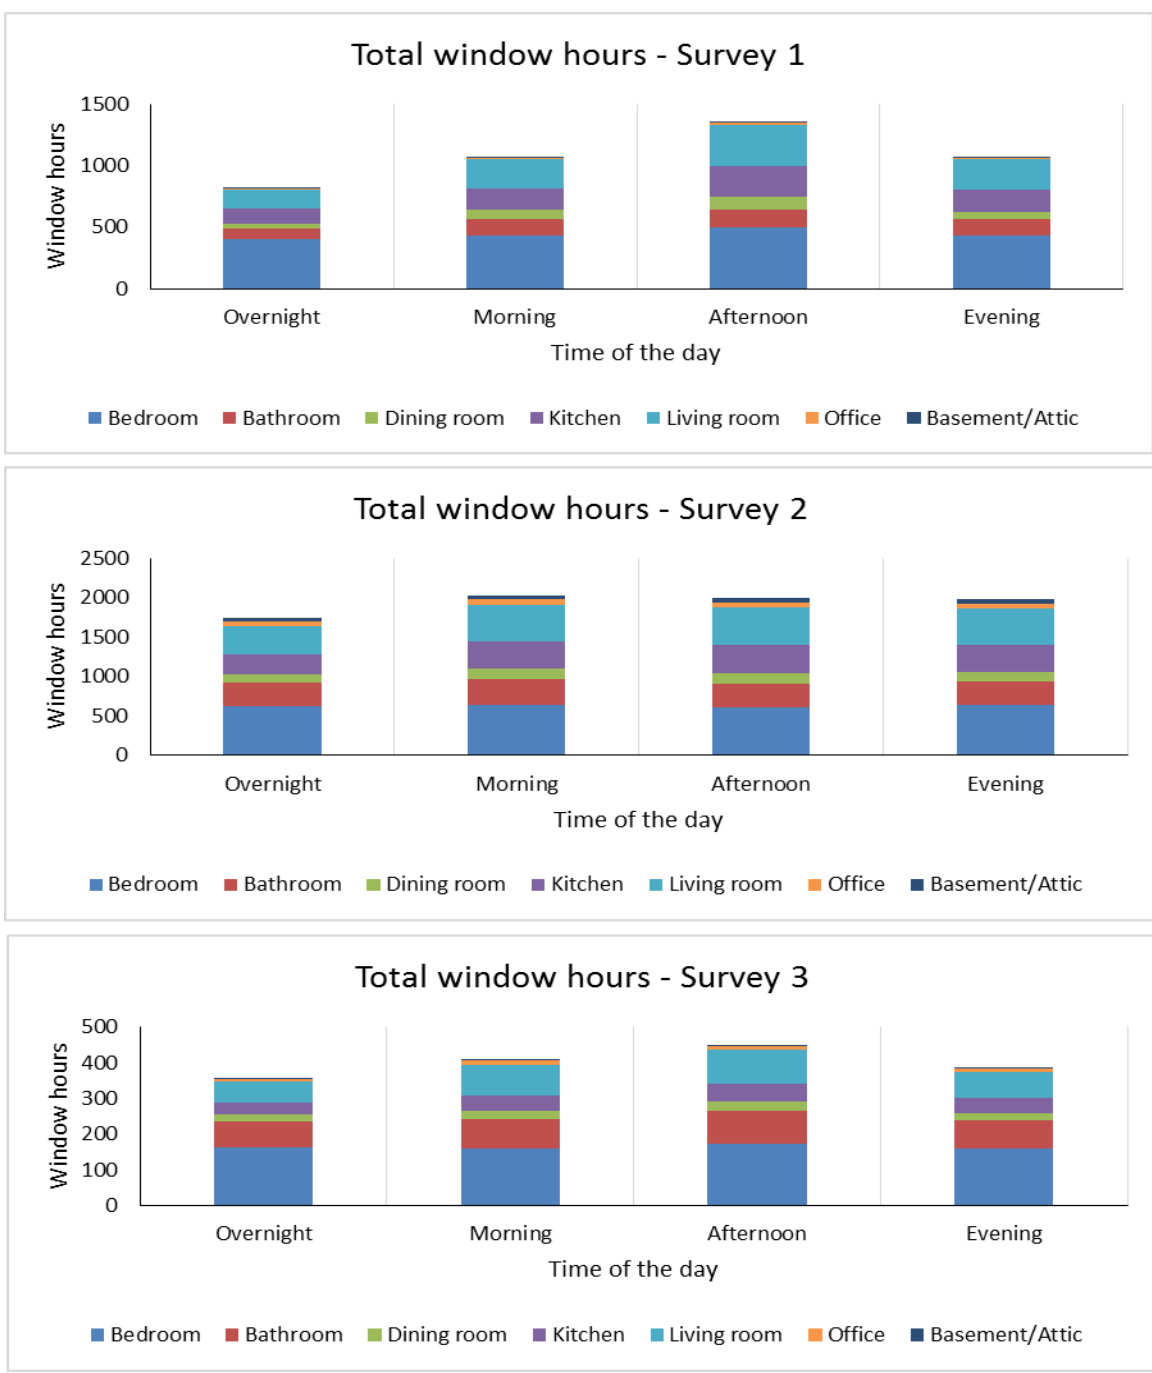 Total window hours - Survey 1
Window hours
1500
1000
500
0
Overnight Morning Afternoon Evening
Time of the day
Bedroom Bathroom Dining room Kitchen Living room Office Basement/Attic
Total window hours - Survey 2
Window hours
2500
2000
1500
1000
500
0
Overnight Morning Afternoon Evening
Time of the day
Bedroom Bathroom Dining room Kitchen Living room Office Basement/Attic
Total window hours - Survey 3
Window hours
500
400
300
200
100
0
Overnight Morning Afternoon Evening
Time of the day
Bedroom Bathroom Dining room Kitchen Living room Office Basement/Attic